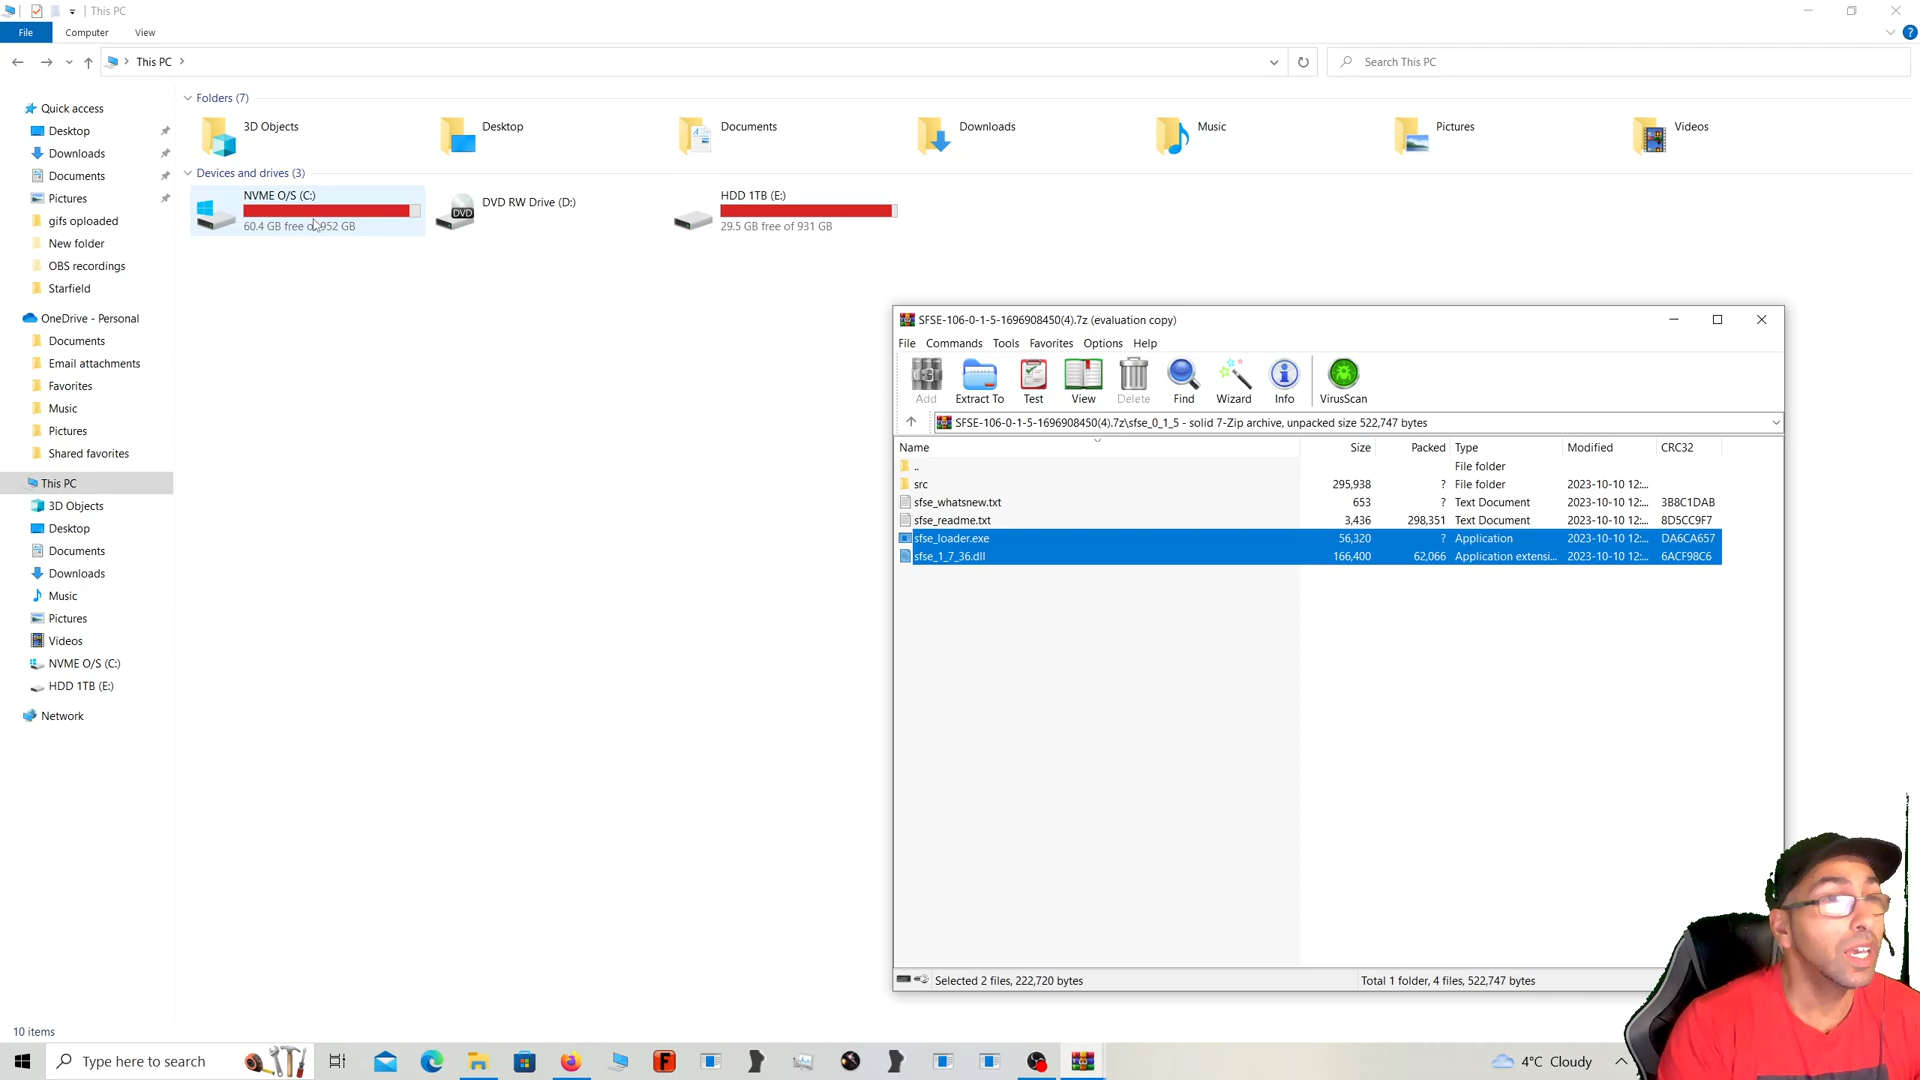 This PC
File Computer View
This PC
Search This PC
Quick access
Desktop
Downloads
Documents
Pictures
gifs oploaded
New folder
OBS recordings
Starfield
OneDrive - Personal
Documents
Email attachments
Favorites
Music
Pictures
Shared favorites
This PC
3D Objects
Desktop
Documents
Downloads
Music
Pictures
Videos
NVME O/S (C:)
HDD 1TB (E:)
Network
Folders (7)
3D Objects Desktop Documents Downloads Music Pictures Videos
Devices and drives (3)
NVME O/S (C:)
60.4 GB free of 952 GB
DVD
DVD RW Drive (D:)
HDD 1TB (E:)
29.5 GB free of 931 GB
SFSE-106-0-1-5-1696908450(4).7z (evaluation copy)
File Commands Tools Favorites Options Help
Add Extract To Test View Delete Find Wizard Info VirusScan
SFSE-106-0-1-5-1696908450(4).7z\sfse_0_1_5 - solid 7-Zip archive, unpacked size 522,747 bytes
Name Size Packed Type Modified CRC32
.. File folder
src 295,938 ? File folder 2023-10-10 12:...
sfse_whatsnew.txt 653 ? Text Document 2023-10-10 12:... 3B8C1DAB
sfse_readme.txt 3,436 298,351 Text Document 2023-10-10 12:... 8D5CC9F7
sfse_loader.exe 56,320 ? Application 2023-10-10 12:... DA6CA657
sfse_1_7_36.dll 166,400 62,066 Application extensi... 2023-10-10 12:... 6ACF98C6
Selected 2 files, 222,720 bytes
Total 1 folder, 4 files, 522,747 bytes
10 items
Type here to search
4°C Cloudy